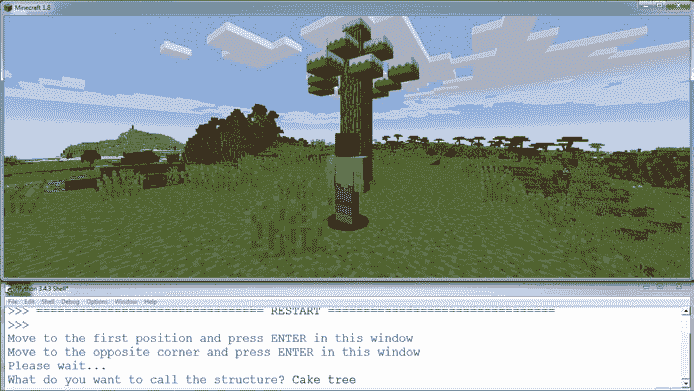 Minecraft 1.8
*Python 3.4.3 Shell*
File Edit Shell Debug Options Window Help
>>> ================================ RESTART ================================
>>>
Move to the first position and press ENTER in this window
Move to the opposite corner and press ENTER in this window
Please wait...
What do you want to call the structure? Cake tree